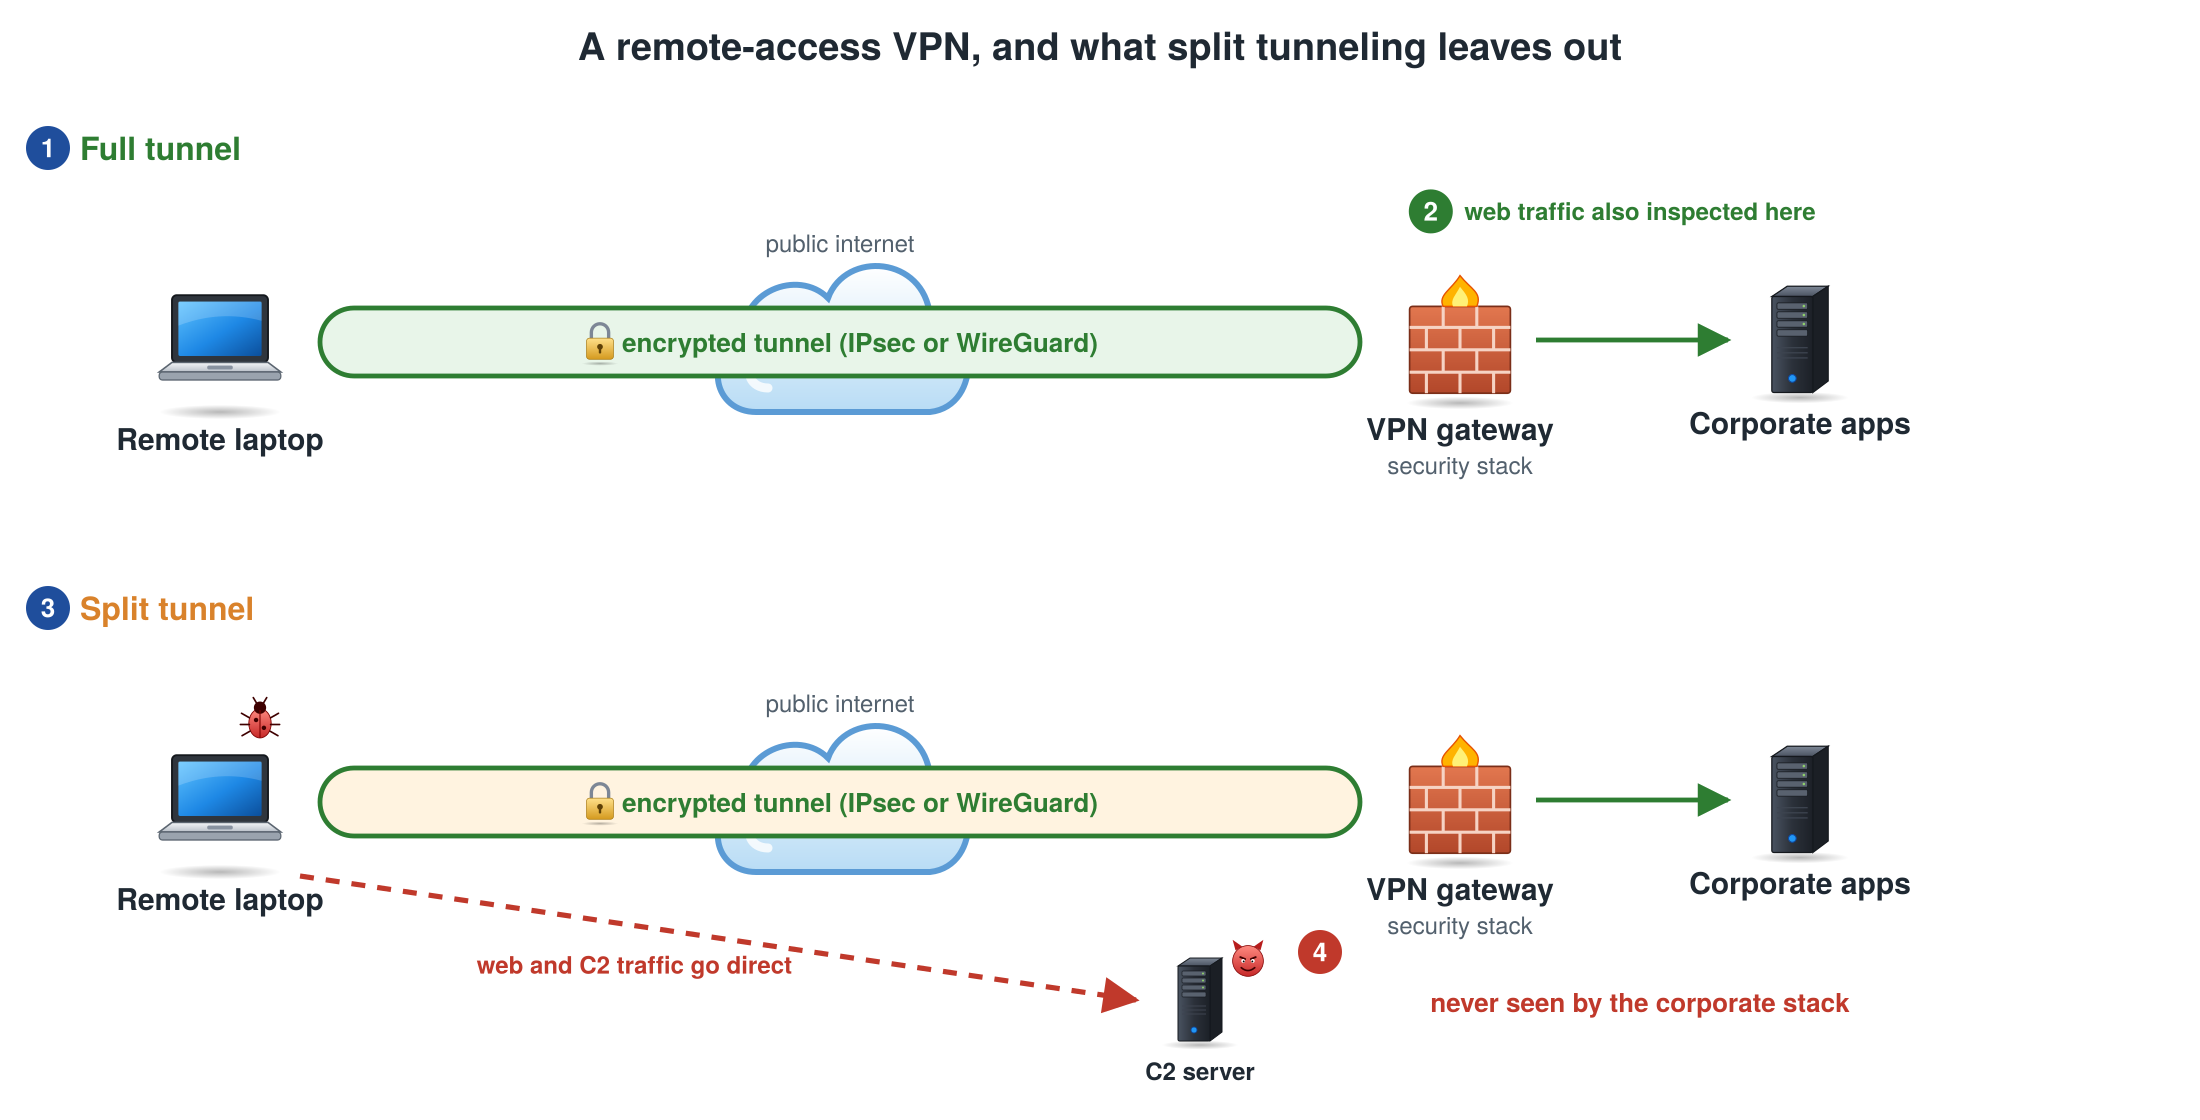 A remote-access VPN, and what split tunneling leaves out
1 Full tunnel
2 web traffic also inspected here
public internet
encrypted tunnel (IPsec or WireGuard)
Remote laptop
VPN gateway
security stack
Corporate apps
3 Split tunnel
public internet
encrypted tunnel (IPsec or WireGuard)
Remote laptop
VPN gateway
security stack
Corporate apps
web and C2 traffic go direct
4
never seen by the corporate stack
C2 server